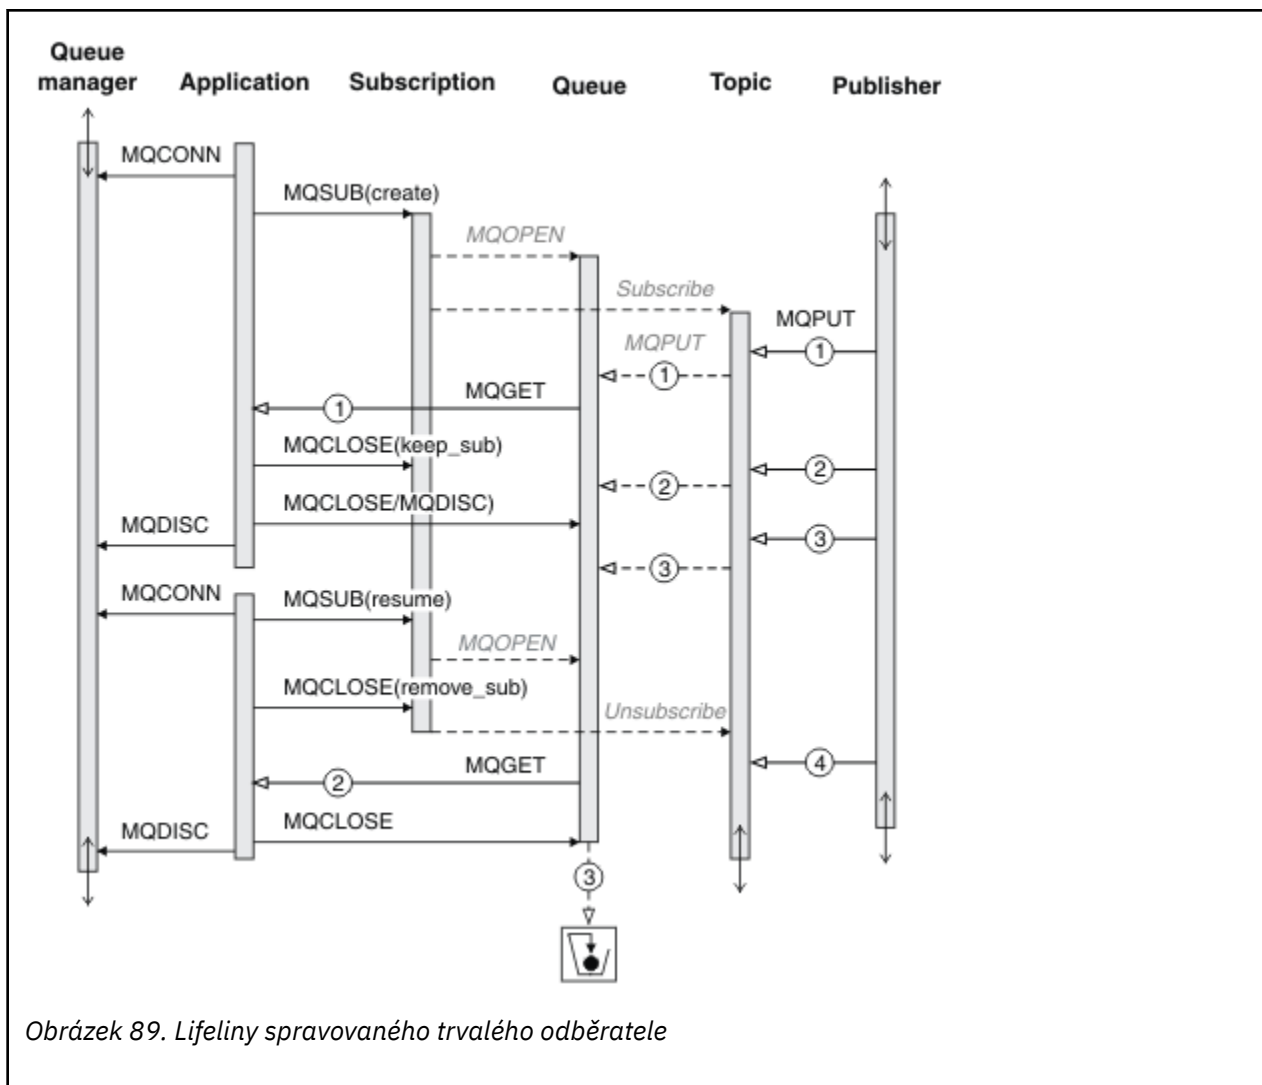 Queue
manager
Application
Subscription
Queue
Topic
Publisher
MQCONN
MQSUB(create)
MQOPEN
Subscribe
MQPUT
1
MQPUT
1
MQGET
1
MQCLOSE(keep_sub)
2
2
MQCLOSE/MQDISC)
MQDISC
3
3
MQCONN
MQSUB(resume)
MQOPEN
MQCLOSE(remove_sub)
Unsubscribe
4
MQGET
2
MQCLOSE
MQDISC
3
Obrázek 89. Lifeliny spravovaného trvalého odběratele